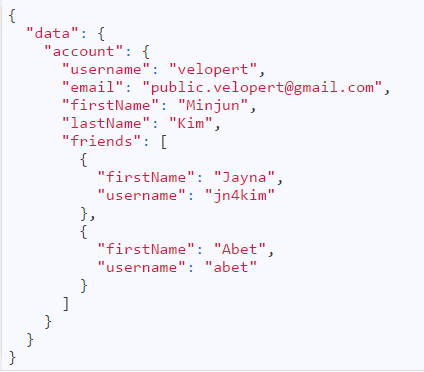 {
  "data": {
    "account": {
      "username": "velopert",
      "email": "public.velopert@gmail.com",
      "firstName": "Minjun",
      "lastName": "Kim",
      "friends": [
        {
          "firstName": "Jayna",
          "username": "jn4kim"
        },
        {
          "firstName": "Abet",
          "username": "abet"
        }
      ]
    }
  }
}